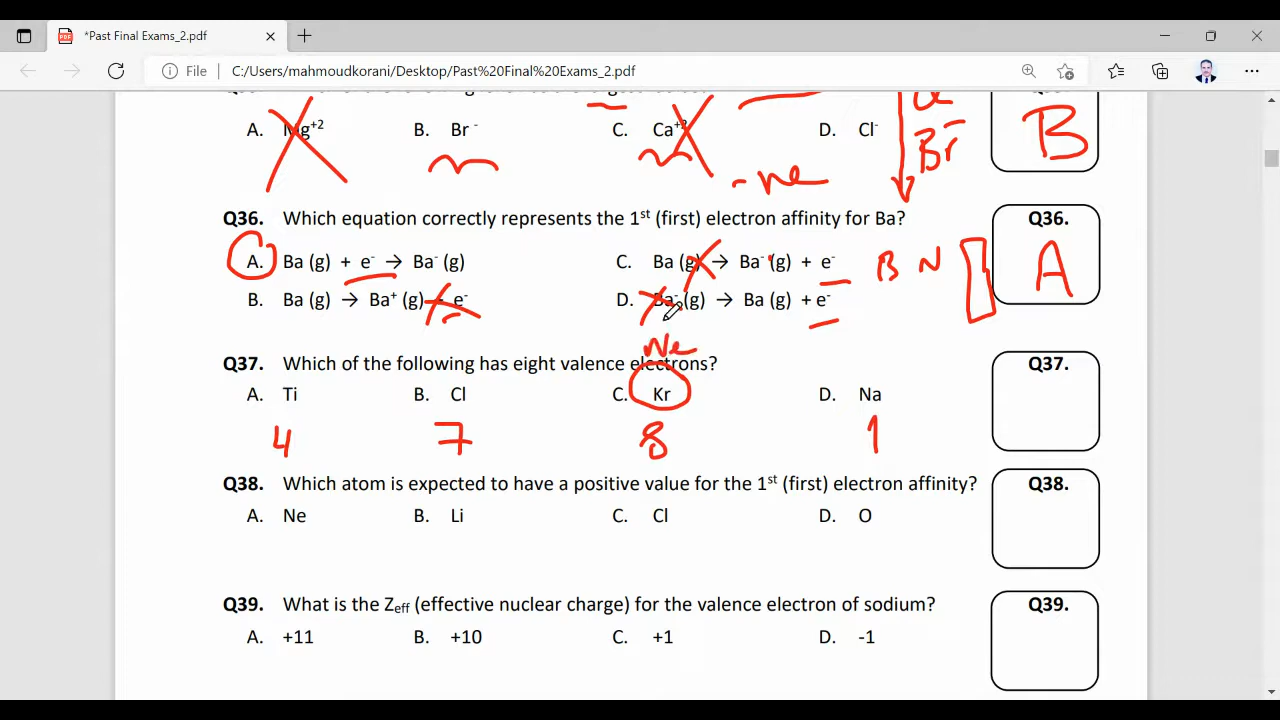 *Past Final Exams_2.pdf
File C:/Users/mahmoudkorani/Desktop/Past%20Final%20Exams_2.pdf
A. Mg+2 B. Br - C. Ca+2 D. Cl-
B
Br
-ne
Q36. Which equation correctly represents the 1st (first) electron affinity for Ba? Q36.
A. Ba (g) + e- → Ba- (g) C. Ba (g) → Ba- (g) + e- B N A
B. Ba (g) → Ba+ (g) + e- D. Ba- (g) → Ba (g) + e-
Ne
Q37. Which of the following has eight valence electrons? Q37.
A. Ti B. Cl C. Kr D. Na
4 7 8 1
Q38. Which atom is expected to have a positive value for the 1st (first) electron affinity? Q38.
A. Ne B. Li C. Cl D. O
Q39. What is the Zeff (effective nuclear charge) for the valence electron of sodium? Q39.
A. +11 B. +10 C. +1 D. -1